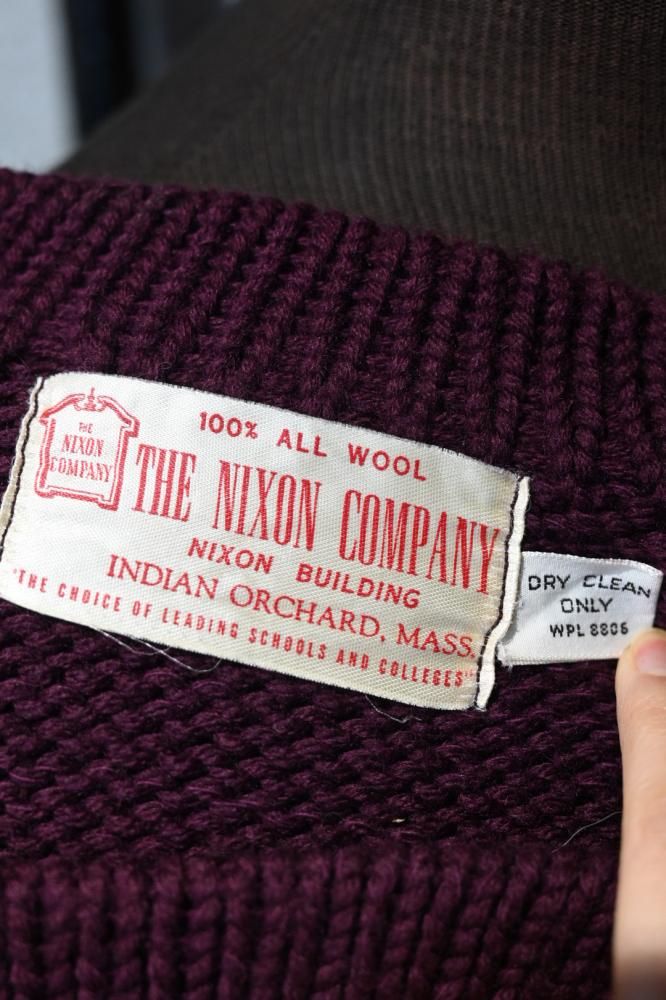 THE
NIXON
COMPANY
100% ALL WOOL
THE NIXON COMPANY
NIXON BUILDING
INDIAN ORCHARD, MASS.
"THE CHOICE OF LEADING SCHOOLS AND COLLEGES"
DRY CLEAN
ONLY
WPL 8806